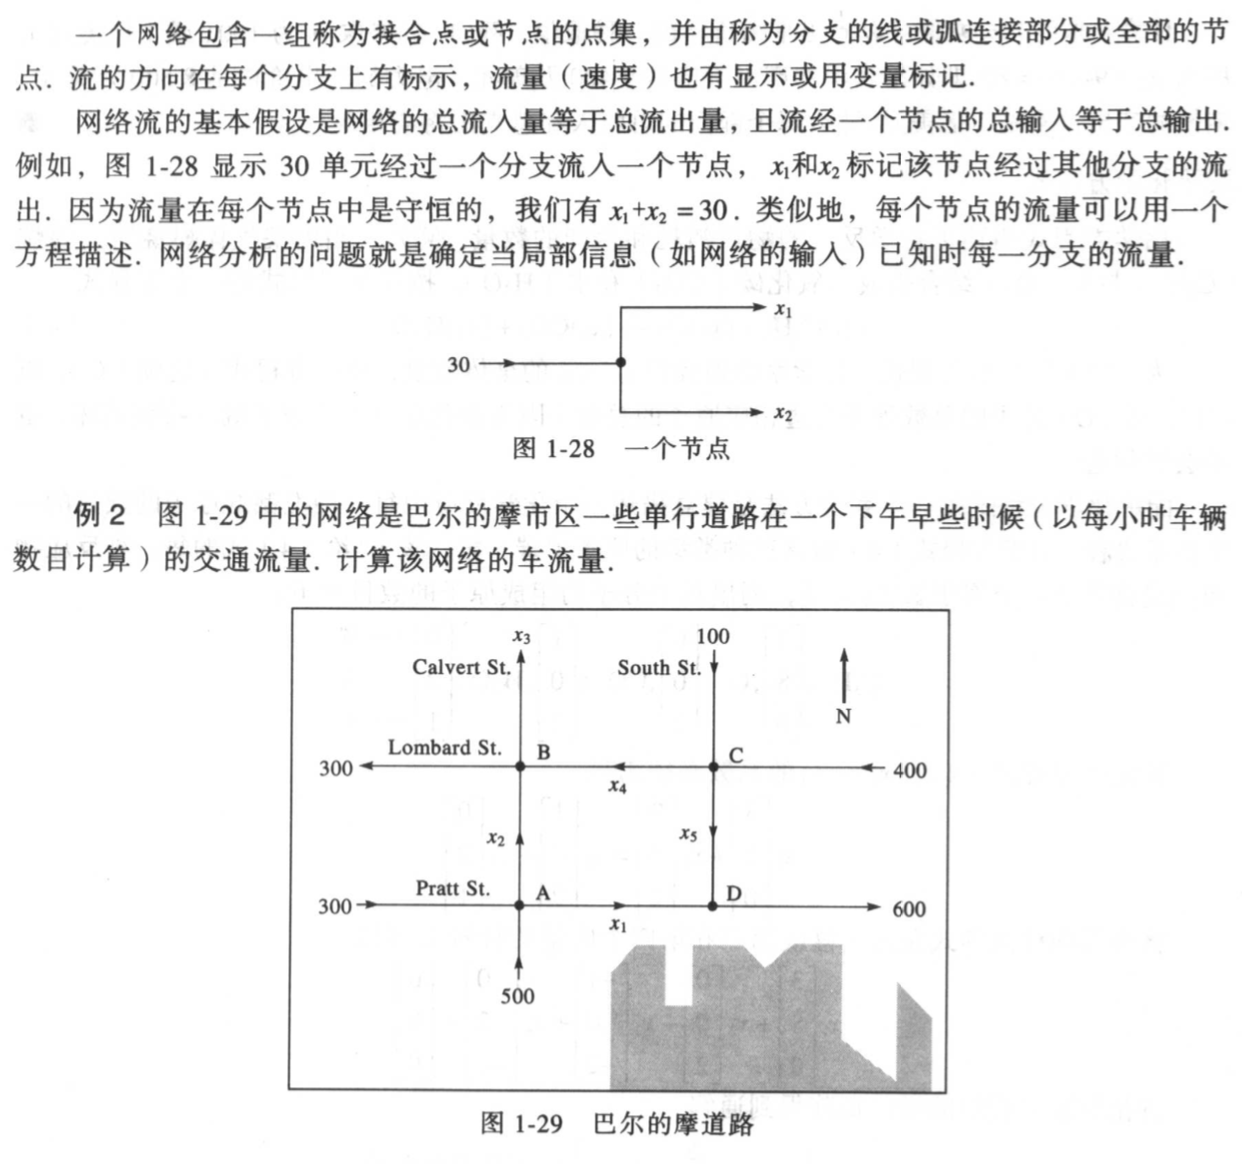 一个网络包含一组称为接合点或节点的点集，并由称为分支的线或弧连接部分或全部的节
点. 流的方向在每个分支上有标示，流量（速度）也有显示或用变量标记.
网络流的基本假设是网络的总流入量等于总流出量，且流经一个节点的总输入等于总输出.
例如，图 1-28 显示 30 单元经过一个分支流入一个节点，x₁和x₂ 标记该节点经过其他分支的流
出. 因为流量在每个节点中是守恒的，我们有 x₁+x₂ = 30. 类似地，每个节点的流量可以用一个
方程描述. 网络分析的问题就是确定当局部信息（如网络的输入）已知时每一分支的流量.
x₁
30
x₂
图 1-28 一个节点
例 2 图 1-29 中的网络是巴尔的摩市区一些单行道路在一个下午早些时候（以每小时车辆
数目计算）的交通流量. 计算该网络的车流量.
x₃ 100
Calvert St. South St.
N
Lombard St. B C
300 x₄ 400
x₂ x₅
Pratt St. A D
300 x₁ 600
500
图 1-29 巴尔的摩道路